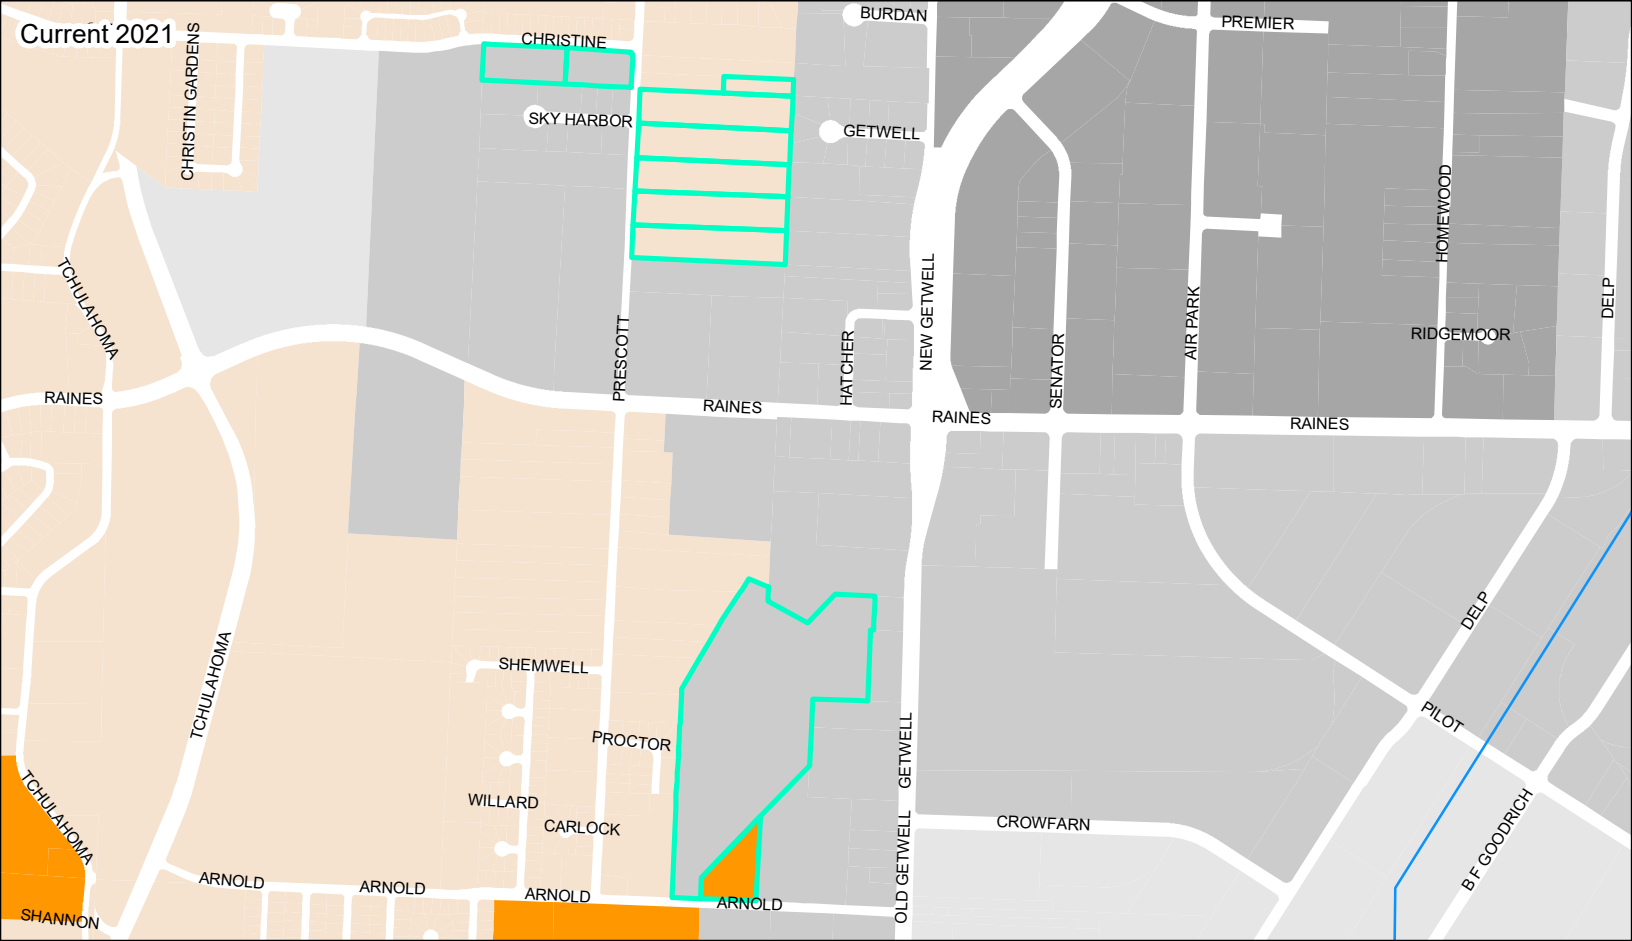 Current 2021
BURDAN
PREMIER
CHRISTINE
CHRISTIN GARDENS
SKY HARBOR
GETWELL
HOMEWOOD
TCHULAHOMA
NEW GETWELL
DELP
AIR PARK
PRESCOTT
HATCHER
SENATOR
RIDGEMOOR
RAINES
RAINES
RAINES
RAINES
DELP
TCHULAHOMA
SHEMWELL
PILOT
PROCTOR
GETWELL
TCHULAHOMA
WILLARD
CARLOCK
CROWFARN
B F GOODRICH
OLD GETWELL
ARNOLD
ARNOLD
ARNOLD
ARNOLD
SHANNON